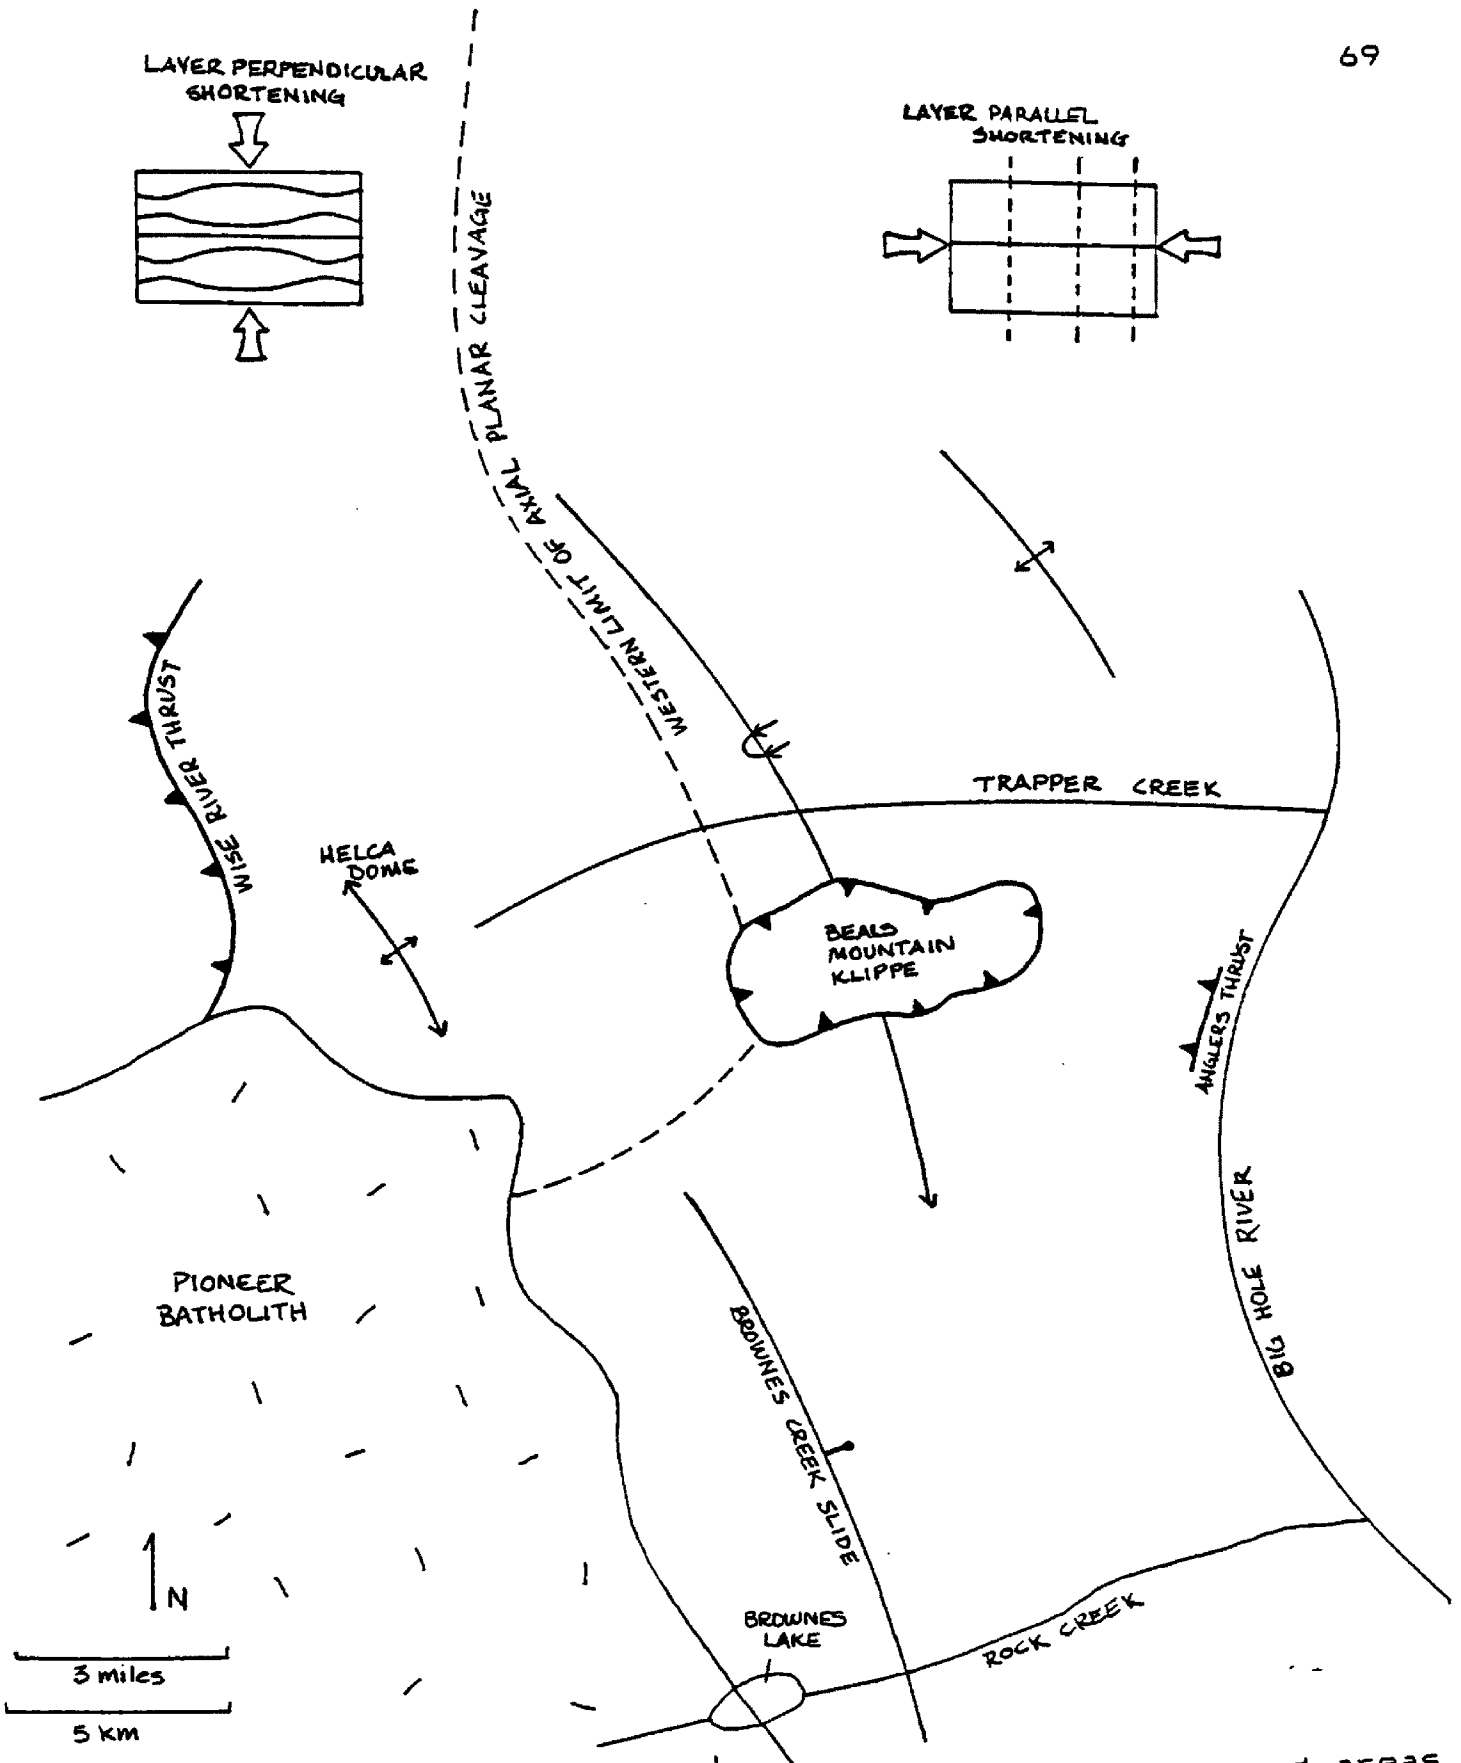 69
LAYER PERPENDICULAR
SHORTENING
LAYER PARALLEL
SHORTENING
WESTERN LIMIT OF AXIAL PLANAR CLEAVAGE
WISE RIVER THRUST
TRAPPER CREEK
HELCA
DOME
BEALS
MOUNTAIN
KLIPPE
ANGLERS THRUST
BIG HOLE RIVER
PIONEER
BATHOLITH
BROWNES CREEK SLIDE
N
BROWNES
LAKE
ROCK CREEK
3 miles
5 km